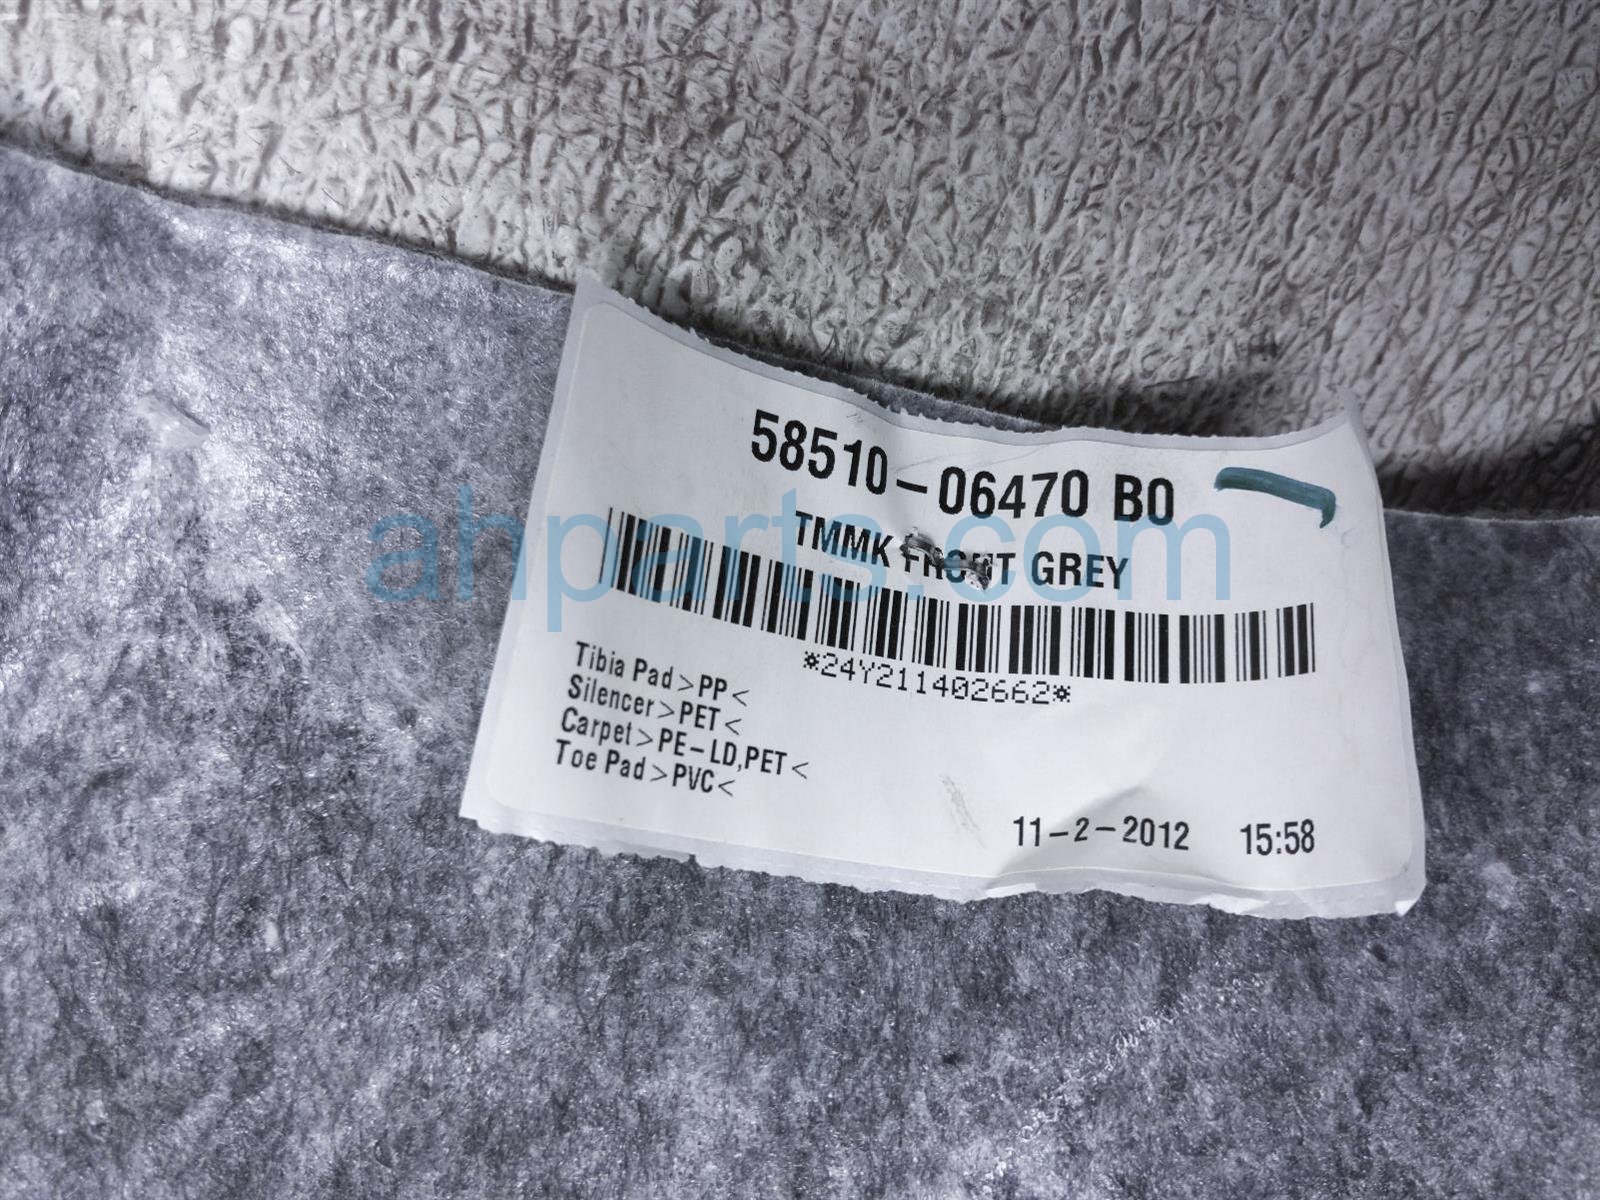 58510-06470 B0
TMMK FRONT GREY
*24Y211402662*
Tibia Pad>PP<
Silencer>PET<
Carpet>PE-LD,PET<
Toe Pad>PVC<
11-2-2012 15:58
ahparts.com